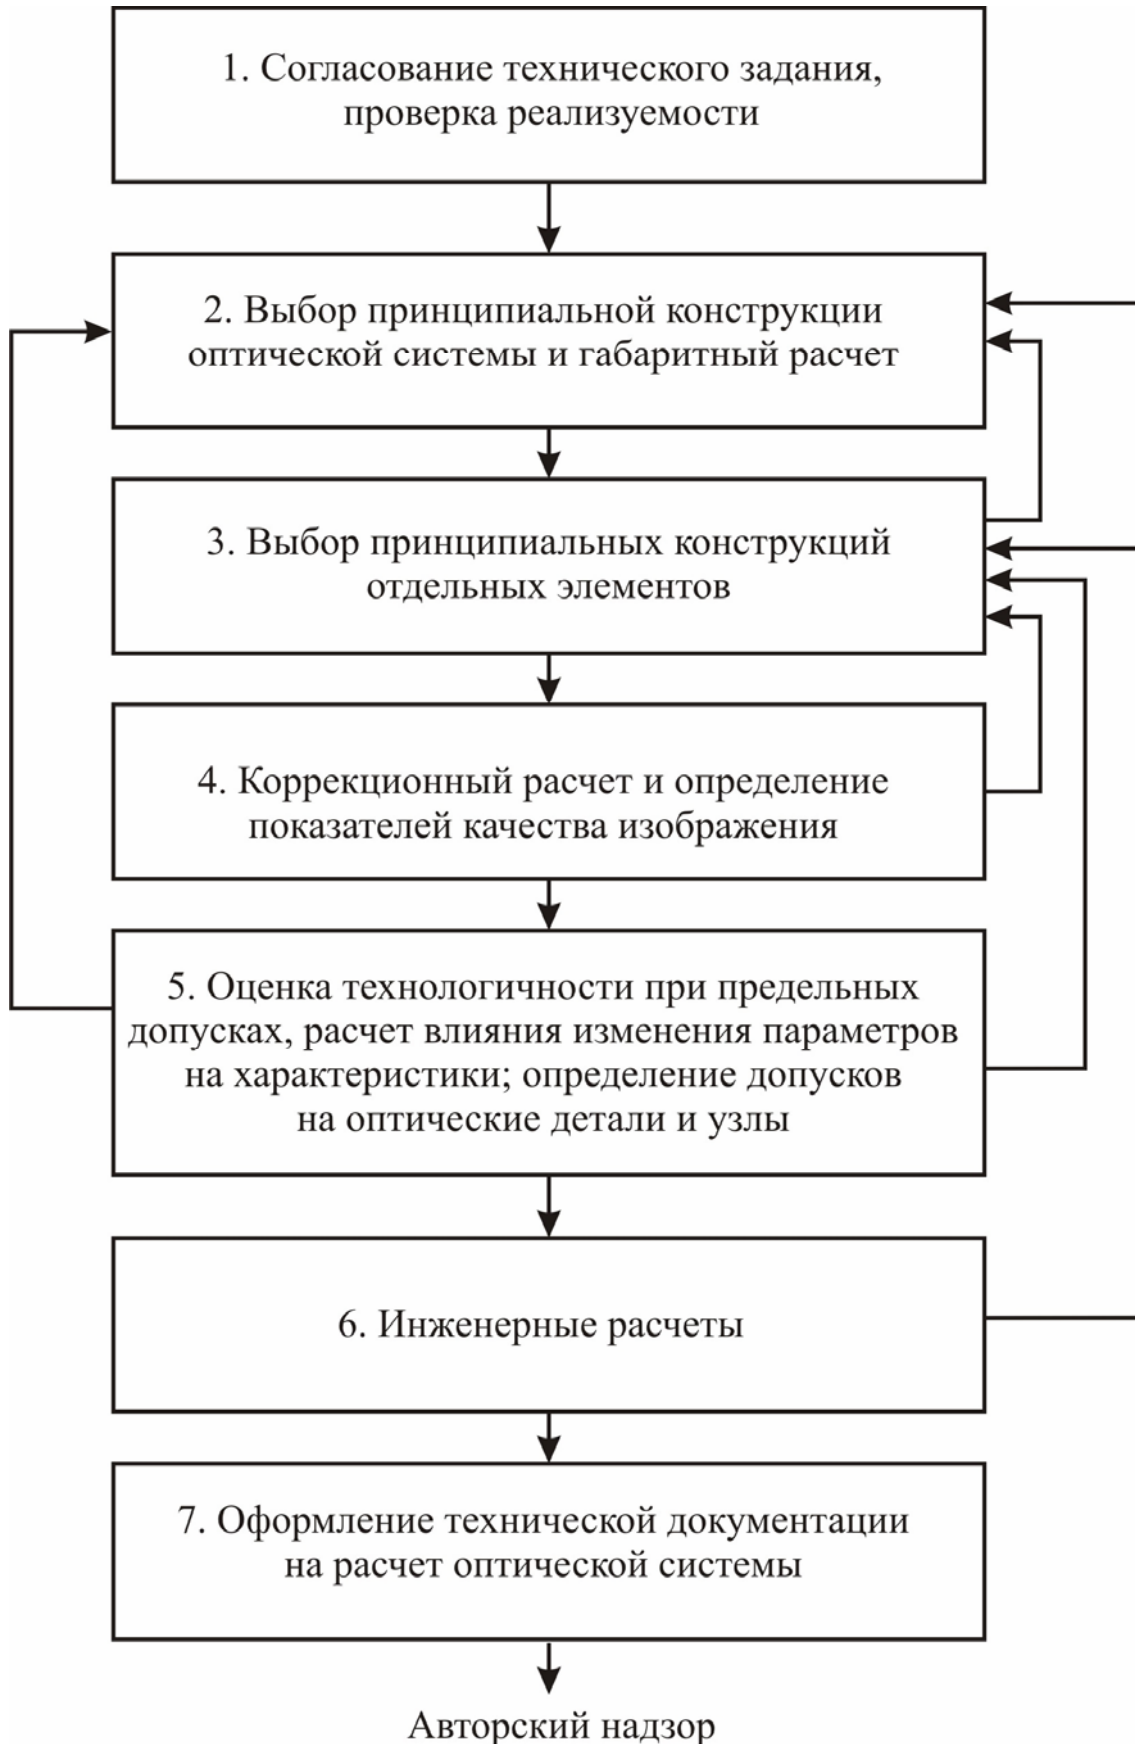 1. Согласование технического задания,
проверка реализуемости
2. Выбор принципиальной конструкции
оптической системы и габаритный расчет
3. Выбор принципиальных конструкций
отдельных элементов
4. Коррекционный расчет и определение
показателей качества изображения
5. Оценка технологичности при предельных
допусках, расчет влияния изменения параметров
на характеристики; определение допусков
на оптические детали и узлы
6. Инженерные расчеты
7. Оформление технической документации
на расчет оптической системы
Авторский надзор